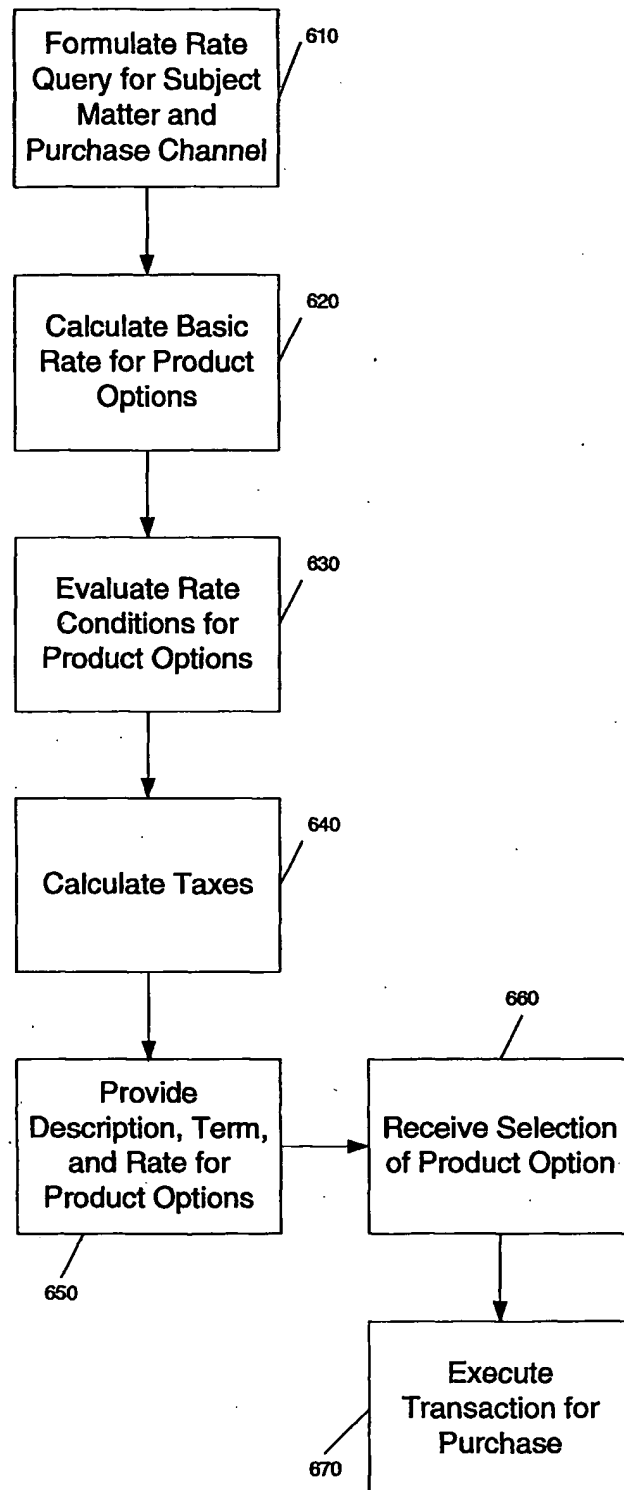 Formulate Rate
Query for Subject
Matter and
Purchase Channel
610
Calculate Basic
Rate for Product
Options
620
Evaluate Rate
Conditions for
Product Options
630
Calculate Taxes
640
Provide
Description, Term,
and Rate for
Product Options
650
660
Receive Selection
of Product Option
Execute
Transaction for
Purchase
670